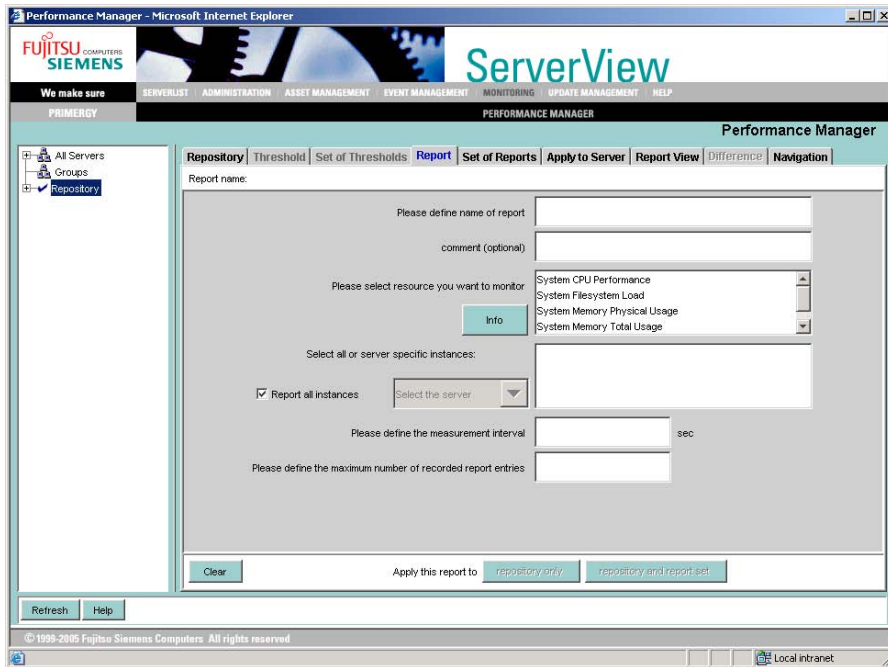 Performance Manager - Microsoft Internet Explorer
FUJITSU COMPUTERS
SIEMENS
ServerView
We make sure
SERVERLIST | ADMINISTRATION | ASSET MANAGEMENT | EVENT MANAGEMENT | MONITORING | UPDATE MANAGEMENT | HELP
PRIMERGY
PERFORMANCE MANAGER
Performance Manager
All Servers
Groups
Repository
Repository | Threshold | Set of Thresholds | Report | Set of Reports | Apply to Server | Report View | Difference | Navigation
Report name:
Please define name of report
comment (optional)
Please select resource you want to monitor
Info
System CPU Performance
System Filesystem Load
System Memory Physical Usage
System Memory Total Usage
Select all or server specific instances:
Report all instances
Select the server
Please define the measurement interval
sec
Please define the maximum number of recorded report entries
Clear
Apply this report to
repository only
repository and report set
Refresh
Help
© 1998-2005 Fujitsu Siemens Computers All rights reserved
Local intranet